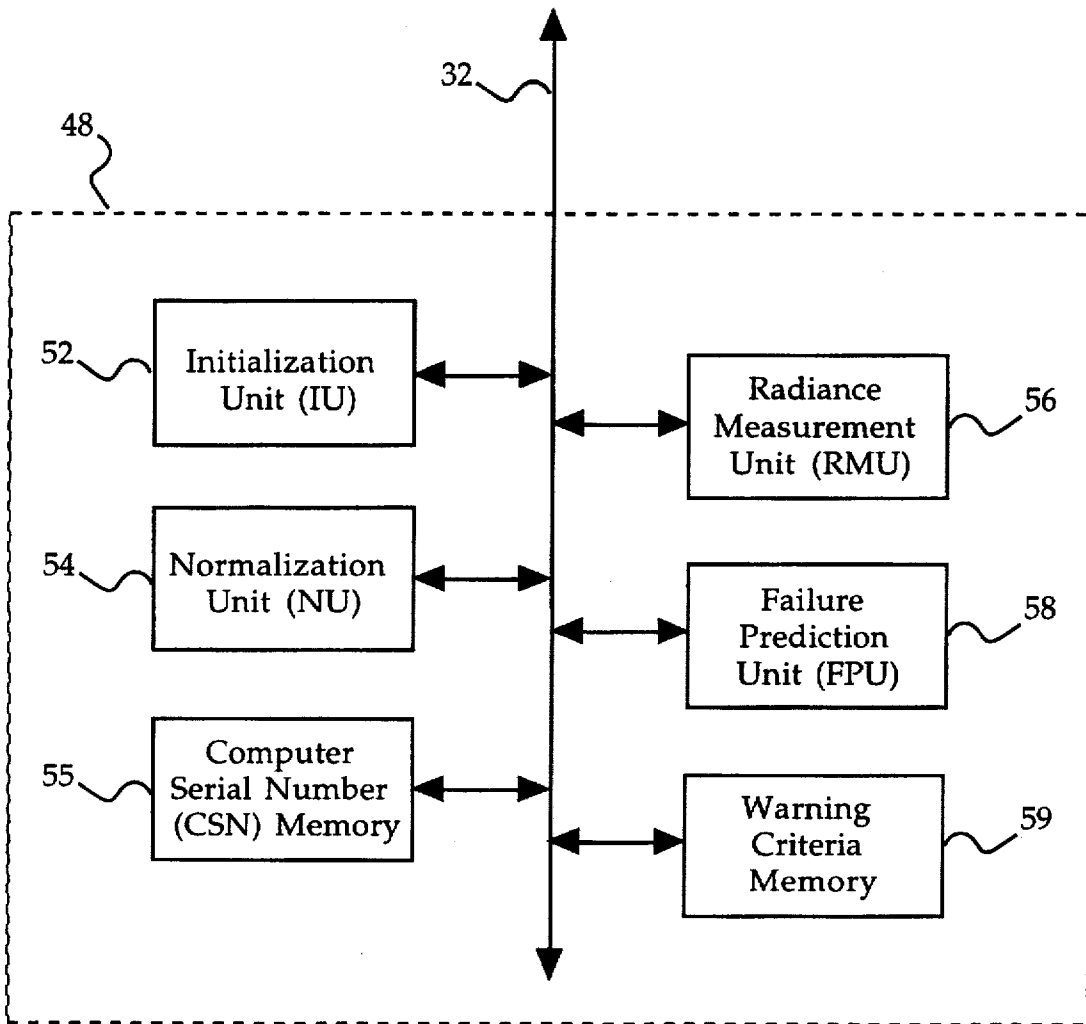 32
48
52
Initialization
Unit (IU)
Radiance
Measurement
Unit (RMU)
56
54
Normalization
Unit (NU)
Failure
Prediction
Unit (FPU)
58
55
Computer
Serial Number
(CSN) Memory
Warning
Criteria
Memory
59